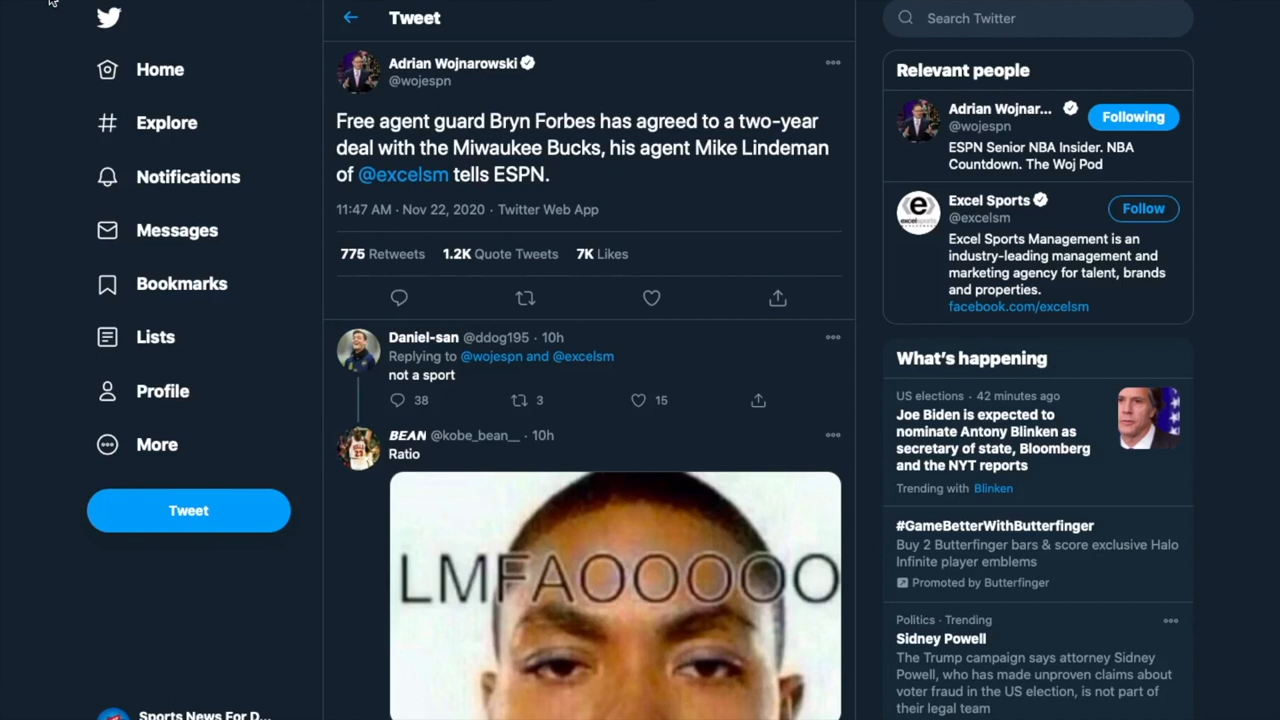 Home
Explore
Notifications
Messages
Bookmarks
Lists
Profile
More
Tweet
Sports News For D...
Tweet
Adrian Wojnarowski
@wojespn
Free agent guard Bryn Forbes has agreed to a two-year
deal with the Miwaukee Bucks, his agent Mike Lindeman
of @excelsm tells ESPN.
11:47 AM · Nov 22, 2020 · Twitter Web App
775 Retweets 1.2K Quote Tweets 7K Likes
Daniel-san @ddog195 · 10h
Replying to @wojespn and @excelsm
not a sport
38 3 15
BEAN @kobe_bean__ · 10h
Ratio
LMFAOOOOO
Search Twitter
Relevant people
Adrian Wojnar...
@wojespn
Following
ESPN Senior NBA Insider. NBA
Countdown. The Woj Pod
Excel Sports
@excelsm
Follow
Excel Sports Management is an
industry-leading management and
marketing agency for talent, brands
and properties.
facebook.com/excelsm
What's happening
US elections · 42 minutes ago
Joe Biden is expected to
nominate Antony Blinken as
secretary of state, Bloomberg
and the NYT reports
Trending with Blinken
#GameBetterWithButterfinger
Buy 2 Butterfinger bars & score exclusive Halo
Infinite player emblems
Promoted by Butterfinger
Politics · Trending
Sidney Powell
The Trump campaign says attorney Sidney
Powell, who has made unproven claims about
voter fraud in the US election, is not part of
their legal team